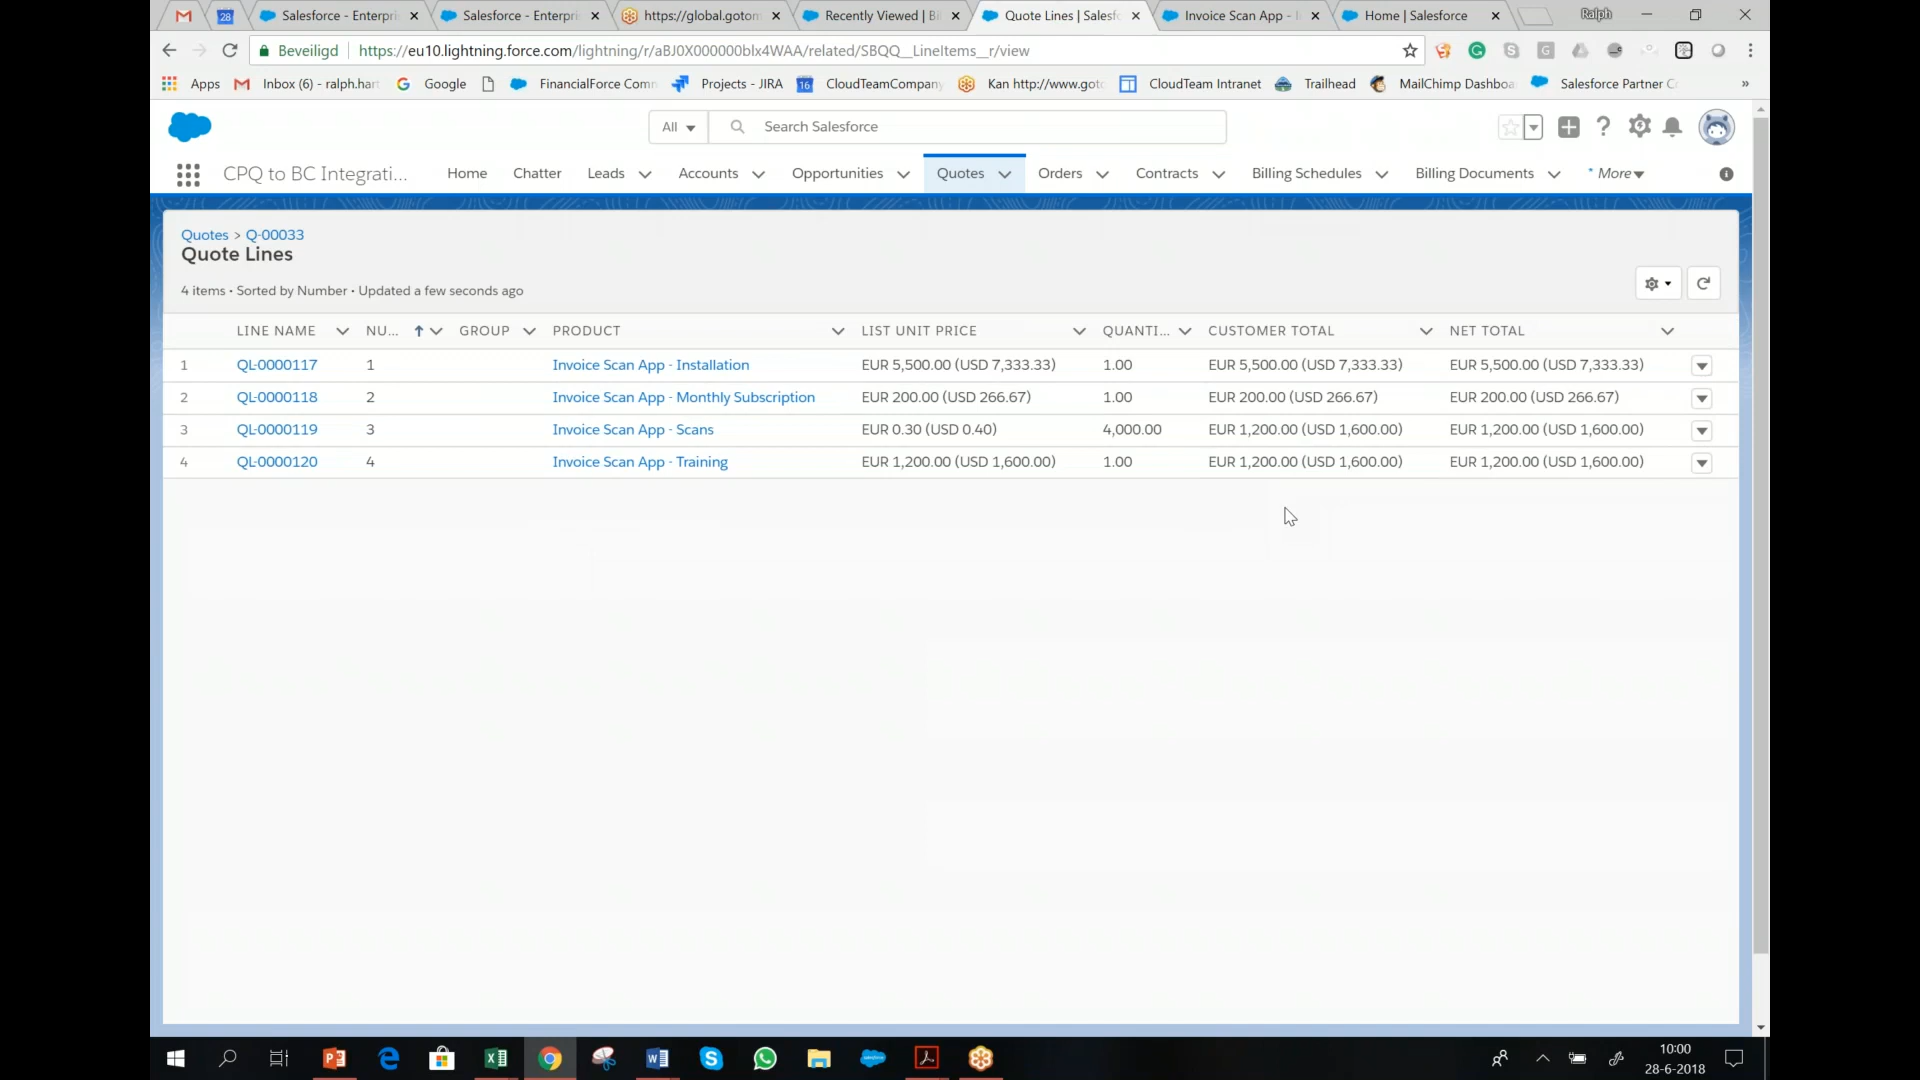 Salesforce - Enterpri Salesforce - Enterpri https://global.gotom Recently Viewed | Bi Quote Lines | Salesf Invoice Scan App - I Home | Salesforce Ralph
28
Beveiligd https://eu10.lightning.force.com/lightning/r/aBJ0X000000blx4WAA/related/SBQQ__LineItems__r/view
Apps Inbox (6) - ralph.hart Google FinancialForce Comm Projects - JIRA 16 CloudTeamCompany Kan http://www.goto CloudTeam Intranet Trailhead MailChimp Dashboa Salesforce Partner C »
All Search Salesforce
CPQ to BC Integrati... Home Chatter Leads Accounts Opportunities Quotes Orders Contracts Billing Schedules Billing Documents * More
Quotes > Q-00033
Quote Lines
4 items • Sorted by Number • Updated a few seconds ago
LINE NAME NU... GROUP PRODUCT LIST UNIT PRICE QUANTI... CUSTOMER TOTAL NET TOTAL
1 QL-0000117 1 Invoice Scan App - Installation EUR 5,500.00 (USD 7,333.33) 1.00 EUR 5,500.00 (USD 7,333.33) EUR 5,500.00 (USD 7,333.33)
2 QL-0000118 2 Invoice Scan App - Monthly Subscription EUR 200.00 (USD 266.67) 1.00 EUR 200.00 (USD 266.67) EUR 200.00 (USD 266.67)
3 QL-0000119 3 Invoice Scan App - Scans EUR 0.30 (USD 0.40) 4,000.00 EUR 1,200.00 (USD 1,600.00) EUR 1,200.00 (USD 1,600.00)
4 QL-0000120 4 Invoice Scan App - Training EUR 1,200.00 (USD 1,600.00) 1.00 EUR 1,200.00 (USD 1,600.00) EUR 1,200.00 (USD 1,600.00)
10:00
28-6-2018